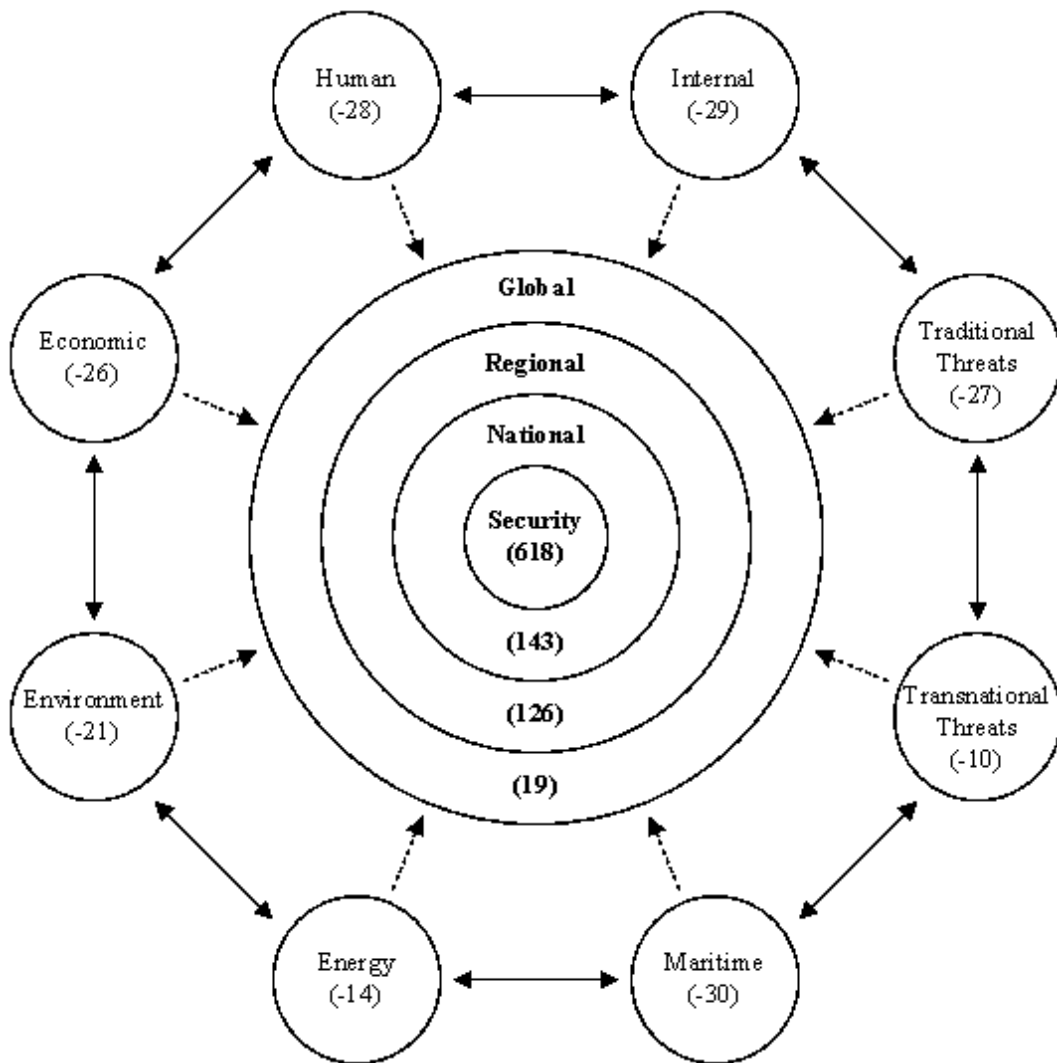 Human
(-28)
Internal
(-29)
Global
Economic
(-26)
Regional
Traditional
Threats
(-27)
National
Security
(618)
(143)
Environment
(-21)
(126)
Transnational
Threats
(-10)
(19)
Energy
(-14)
Maritime
(-30)